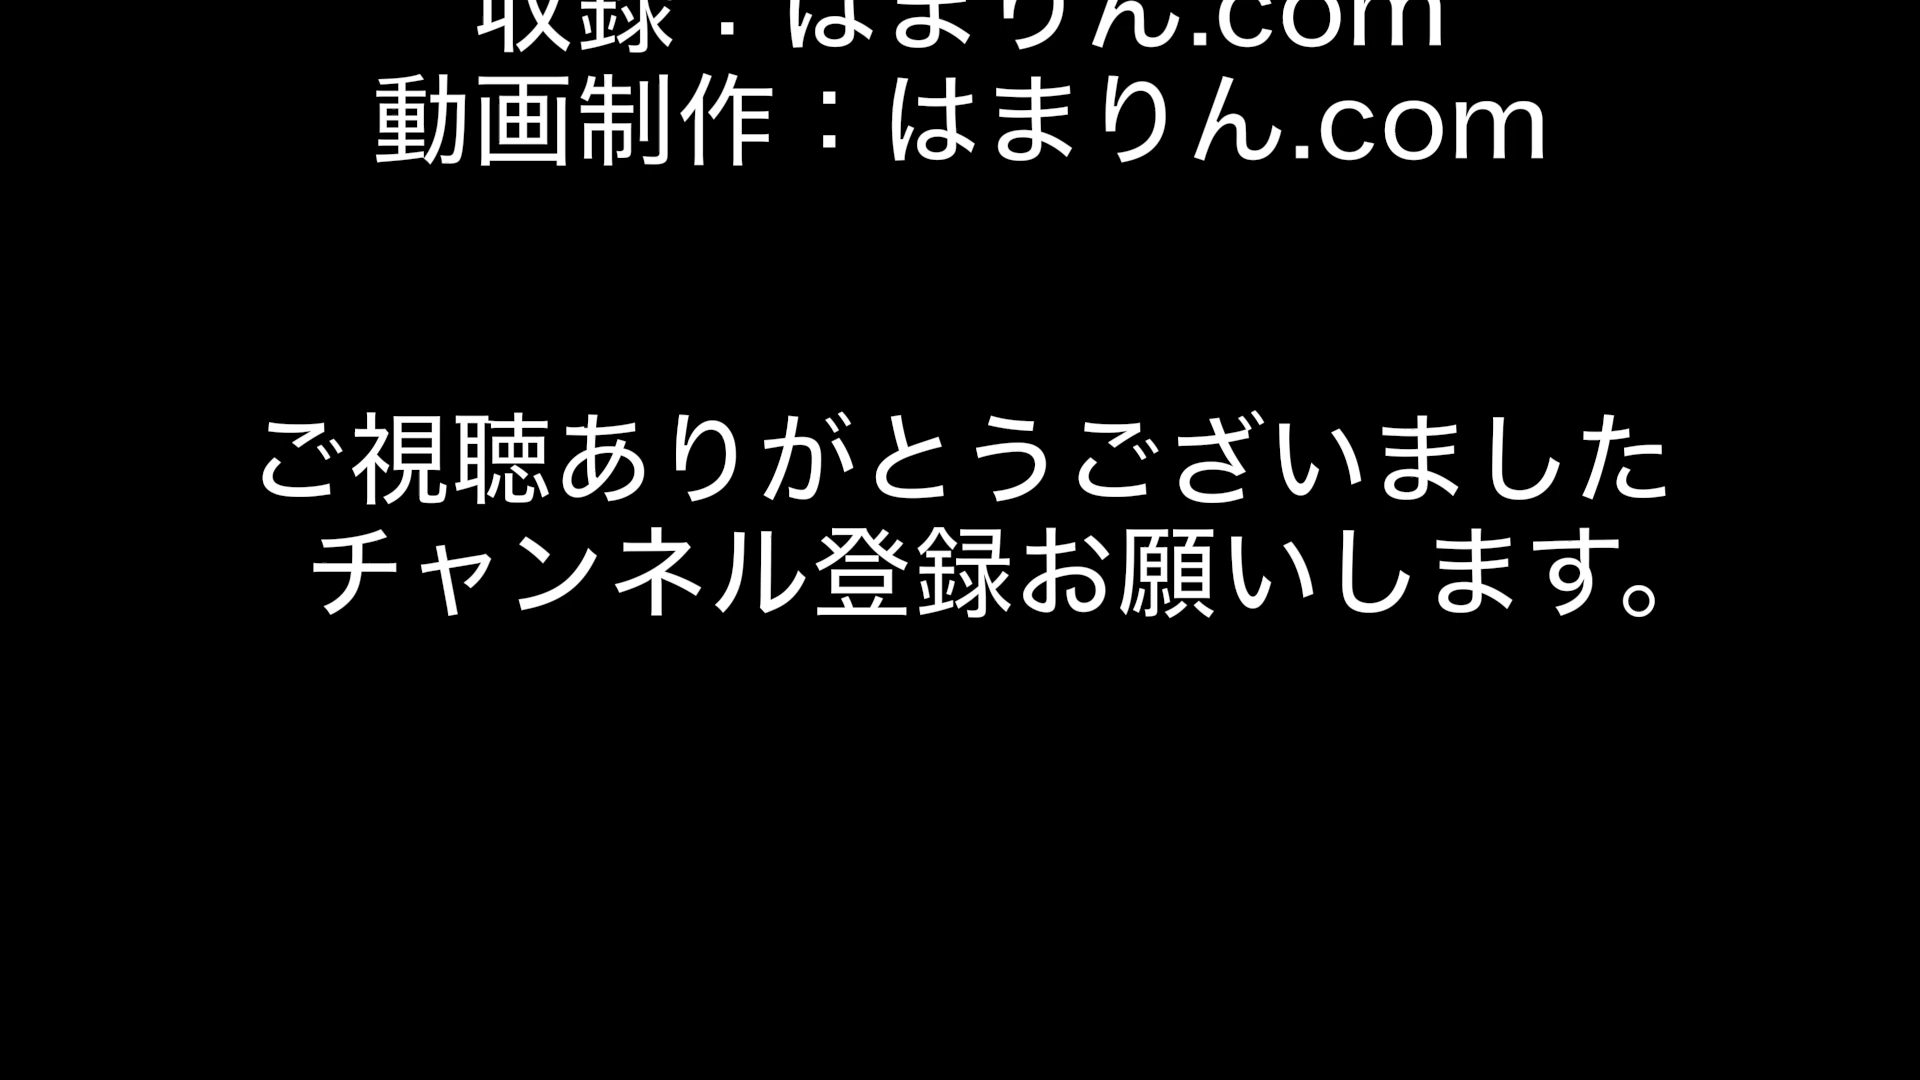 収録：はまりん.com
動画制作：はまりん.com
ご視聴ありがとうございました
チャンネル登録お願いします。